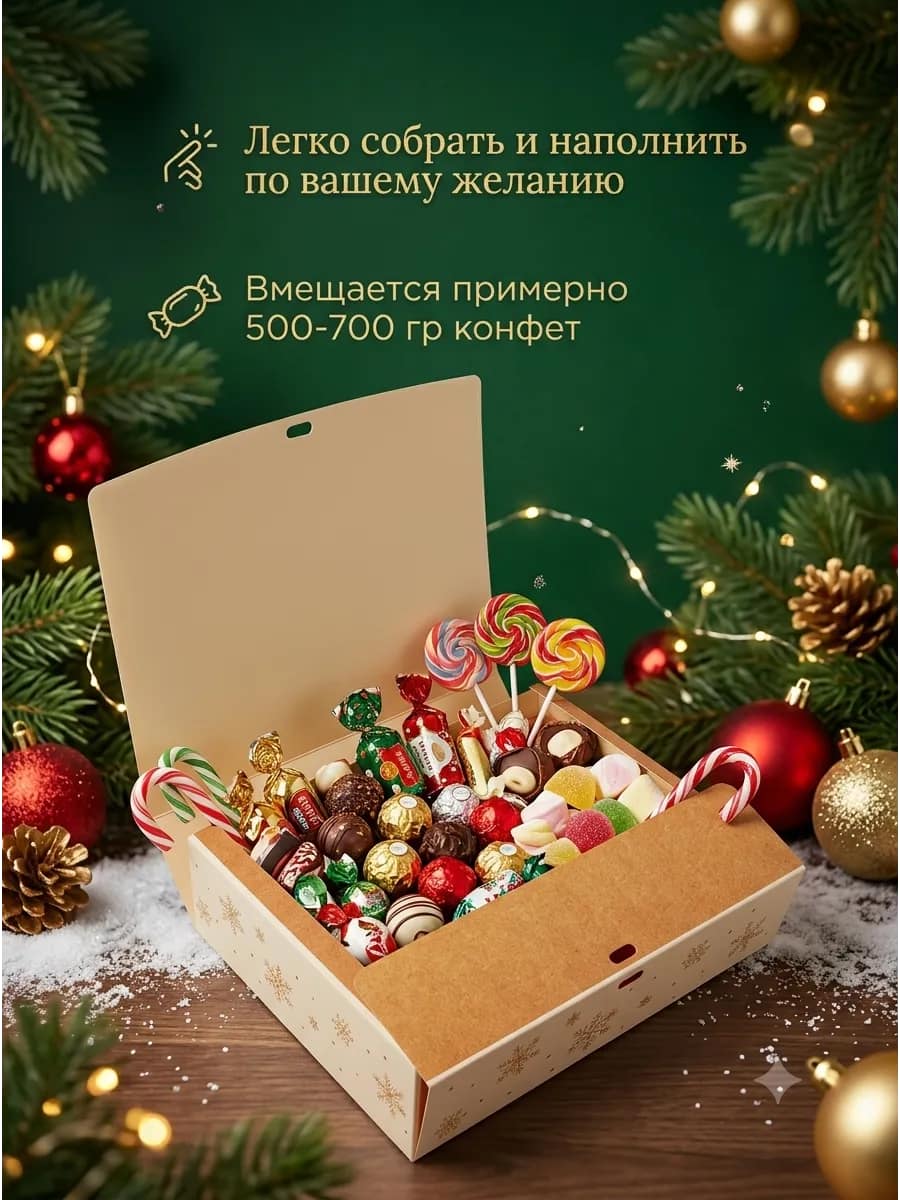 Легко собрать и наполнить
по вашему желанию
Вмещается примерно
500-700 гр конфет